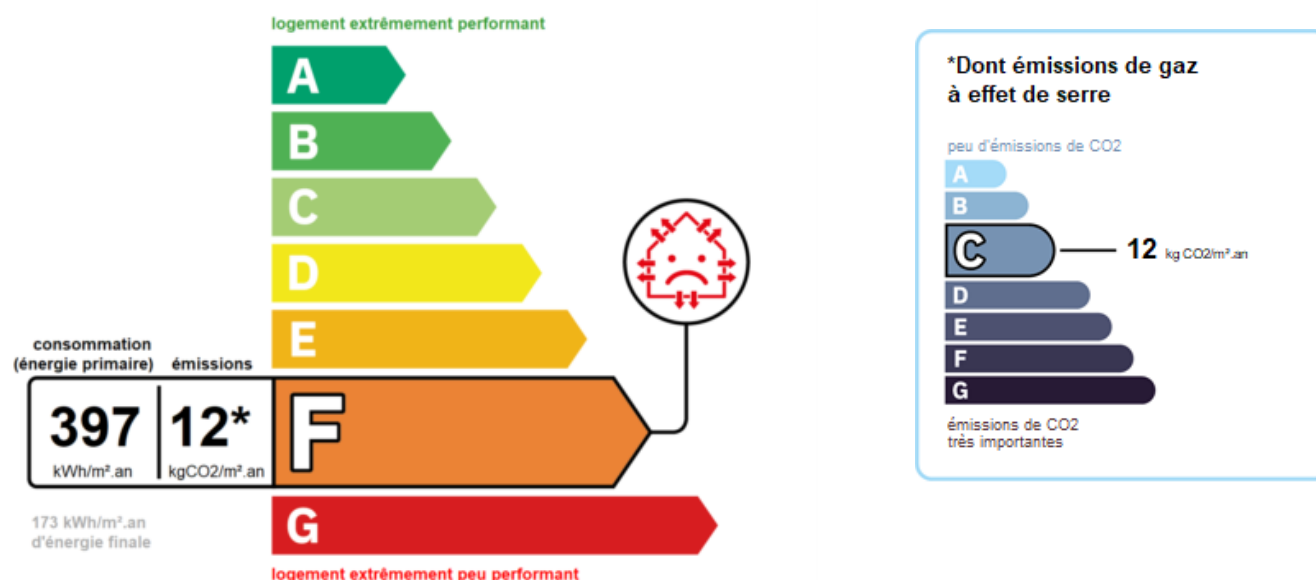 logement extrêmement performant
A
B
C
D
E
consommation
(énergie primaire) émissions
397 12*
kWh/m².an kgCO2/m².an
F
173 kWh/m².an
d'énergie finale
G
logement extrêmement peu performant
*Dont émissions de gaz
à effet de serre
peu d'émissions de CO2
A
B
C 12 kg CO2/m².an
D
E
F
G
émissions de CO2
très importantes